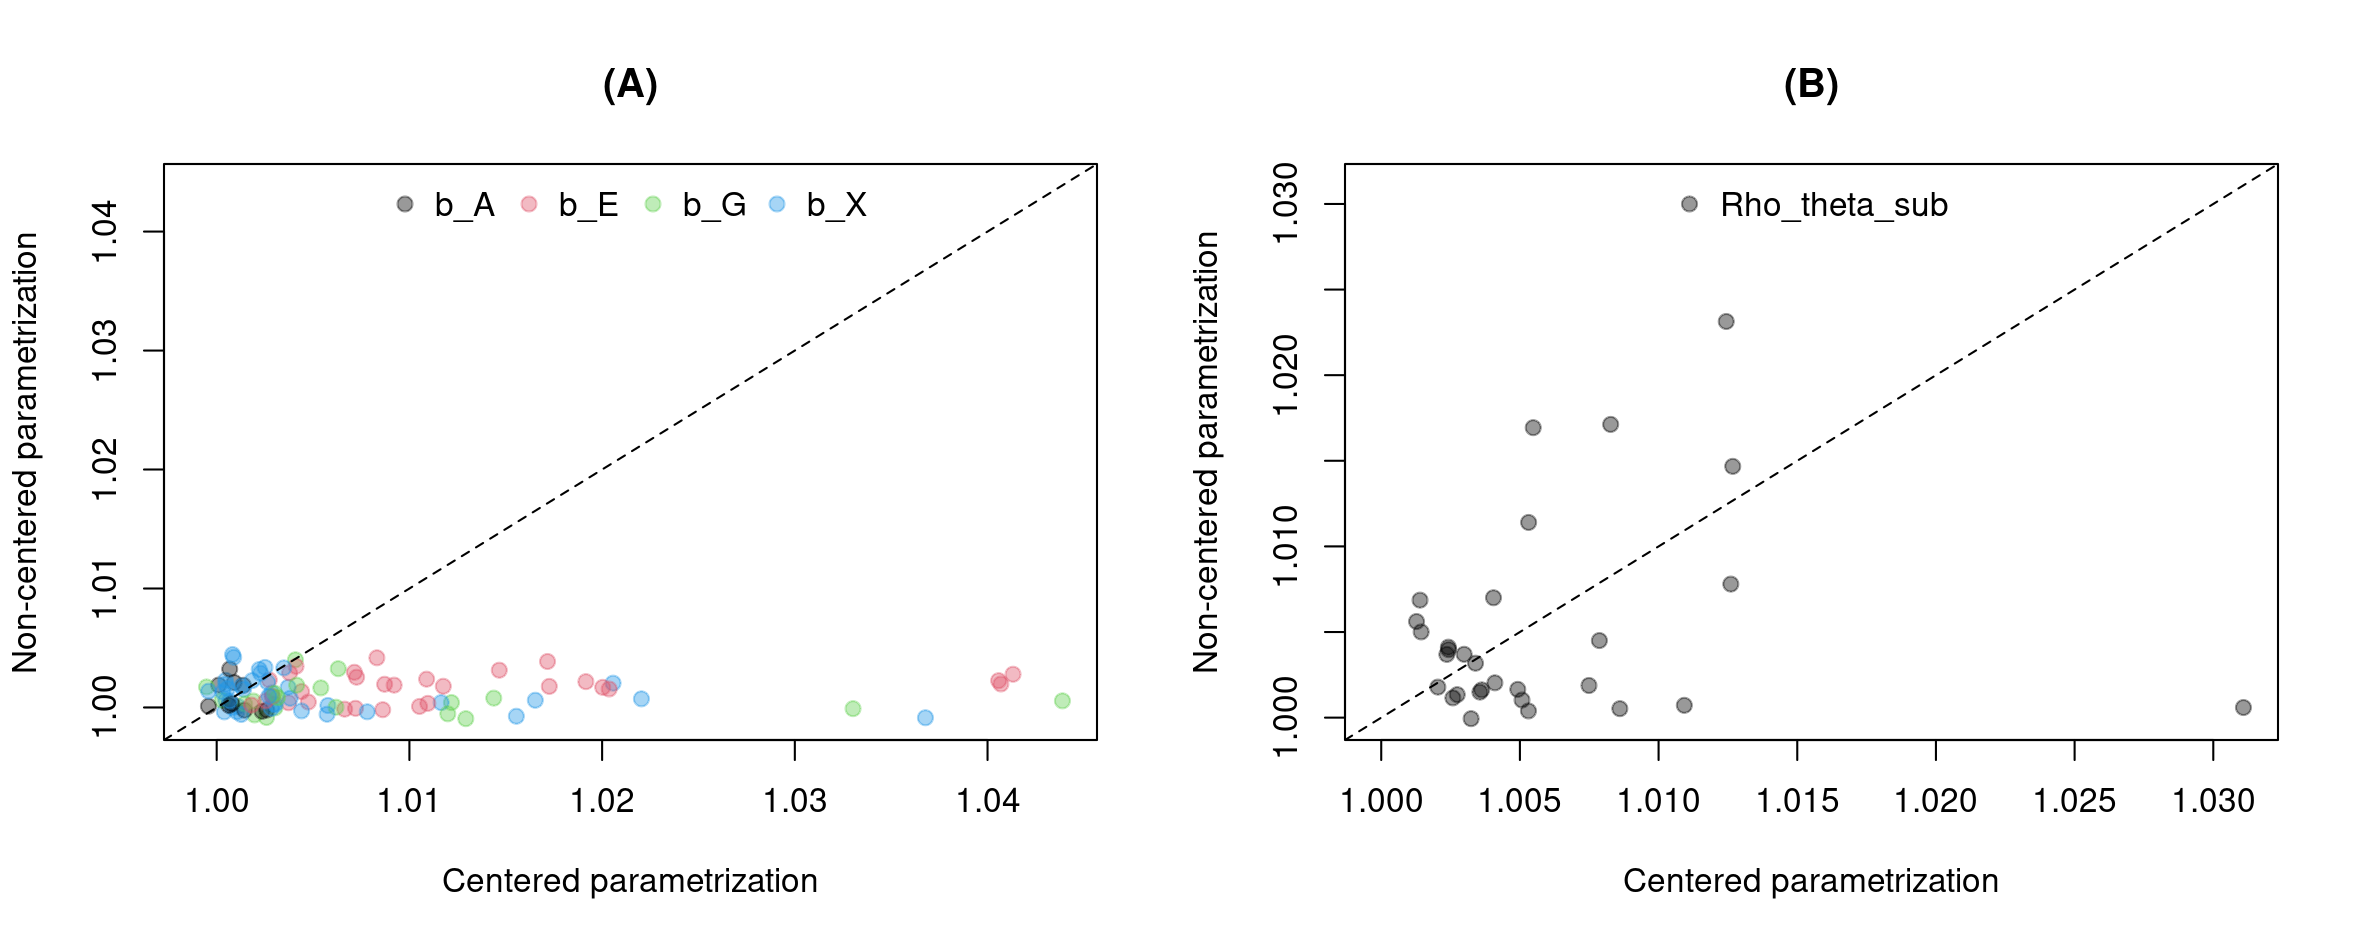 (A)
b_A b_E b_G b_X
Non-centered parametrization
1.04
1.03
1.02
1.01
1.00
1.00 1.01 1.02 1.03 1.04
Centered parametrization
(B)
Rho_theta_sub
Non-centered parametrization
1.030
1.020
1.010
1.000
1.000 1.005 1.010 1.015 1.020 1.025 1.030
Centered parametrization